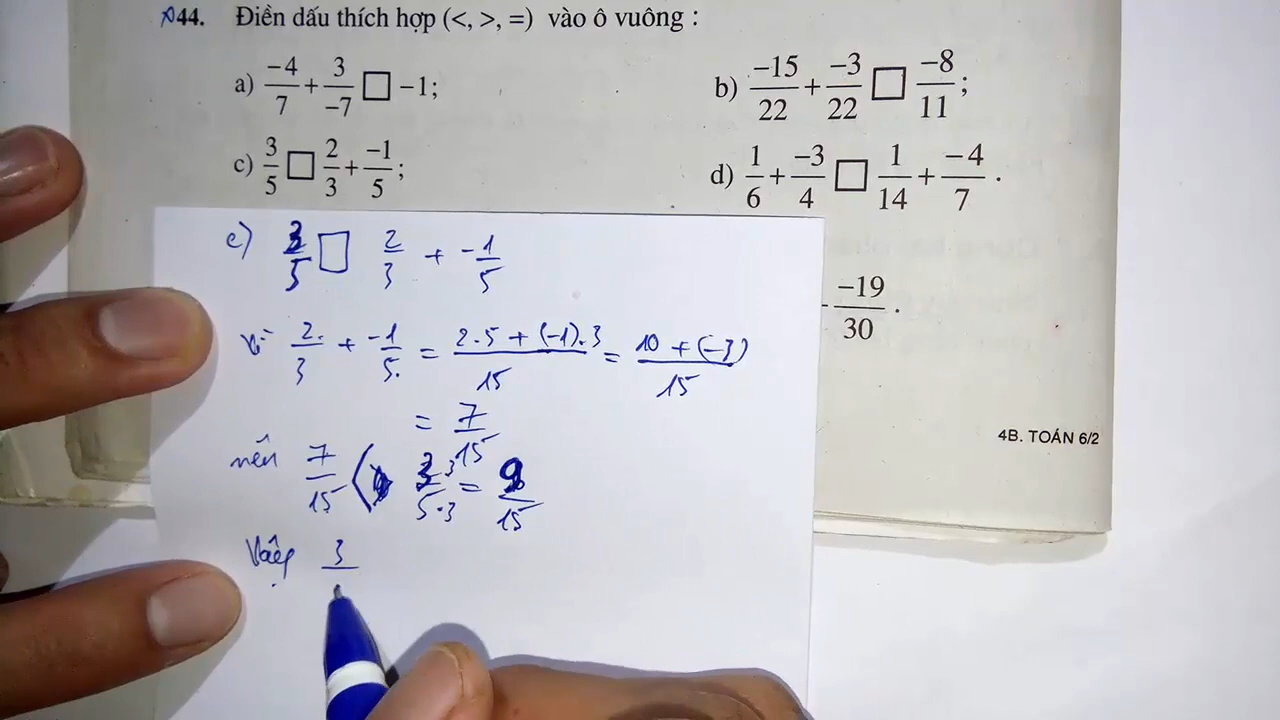 44. Điền dấu thích hợp (<, >, =) vào ô vuông :
a) -4/7 + 3/-7 □ -1;
b) -15/22 + -3/22 □ -8/11;
c) 3/5 □ 2/3 + -1/5;
d) 1/6 + -3/4 □ 1/14 + -4/7 .
c) 3/5 □ 2/3 + -1/5
-19/30 .
vì 2/3 + -1/5 = 2.5 + (-1).3/15 = 10 + (-3)/15
= 7/15
4B. TOÁN 6/2
nên 7/15 < 3.3/5.3 = 9/15
Vậy 3